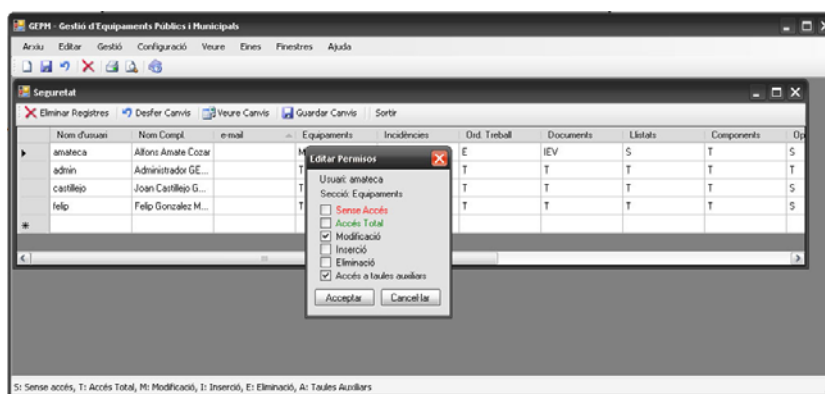 GEPM - Gestió d'Equipaments Públics i Municipals
Arxiu Editar Gestió Configuració Veure Eines Finestres Ajuda
Seguretat
Eliminar Registres Desfer Canvis Veure Canvis Guardar Canvis Sortir
Nom d'usuari Nom Compl. e-mail Equipaments Incidències Ord. Treball Documents Llistats Components Op
amateca Alfons Amate Cozar M E IEV S T S
admin Administrador GE... T T T T T T
castillejo Joan Castillejo G... T T T T T S
felip Felip Gonzalez M... T T T T T S
Editar Permisos
Usuari: amateca
Secció: Equipaments
Sense Accés
Accés Total
Modificació
Inserció
Eliminació
Accés a taules auxiliars
Acceptar Cancel·lar
S: Sense accés, T: Accés Total, M: Modificació, I: Inserció, E: Eliminació, A: Taules Auxiliars